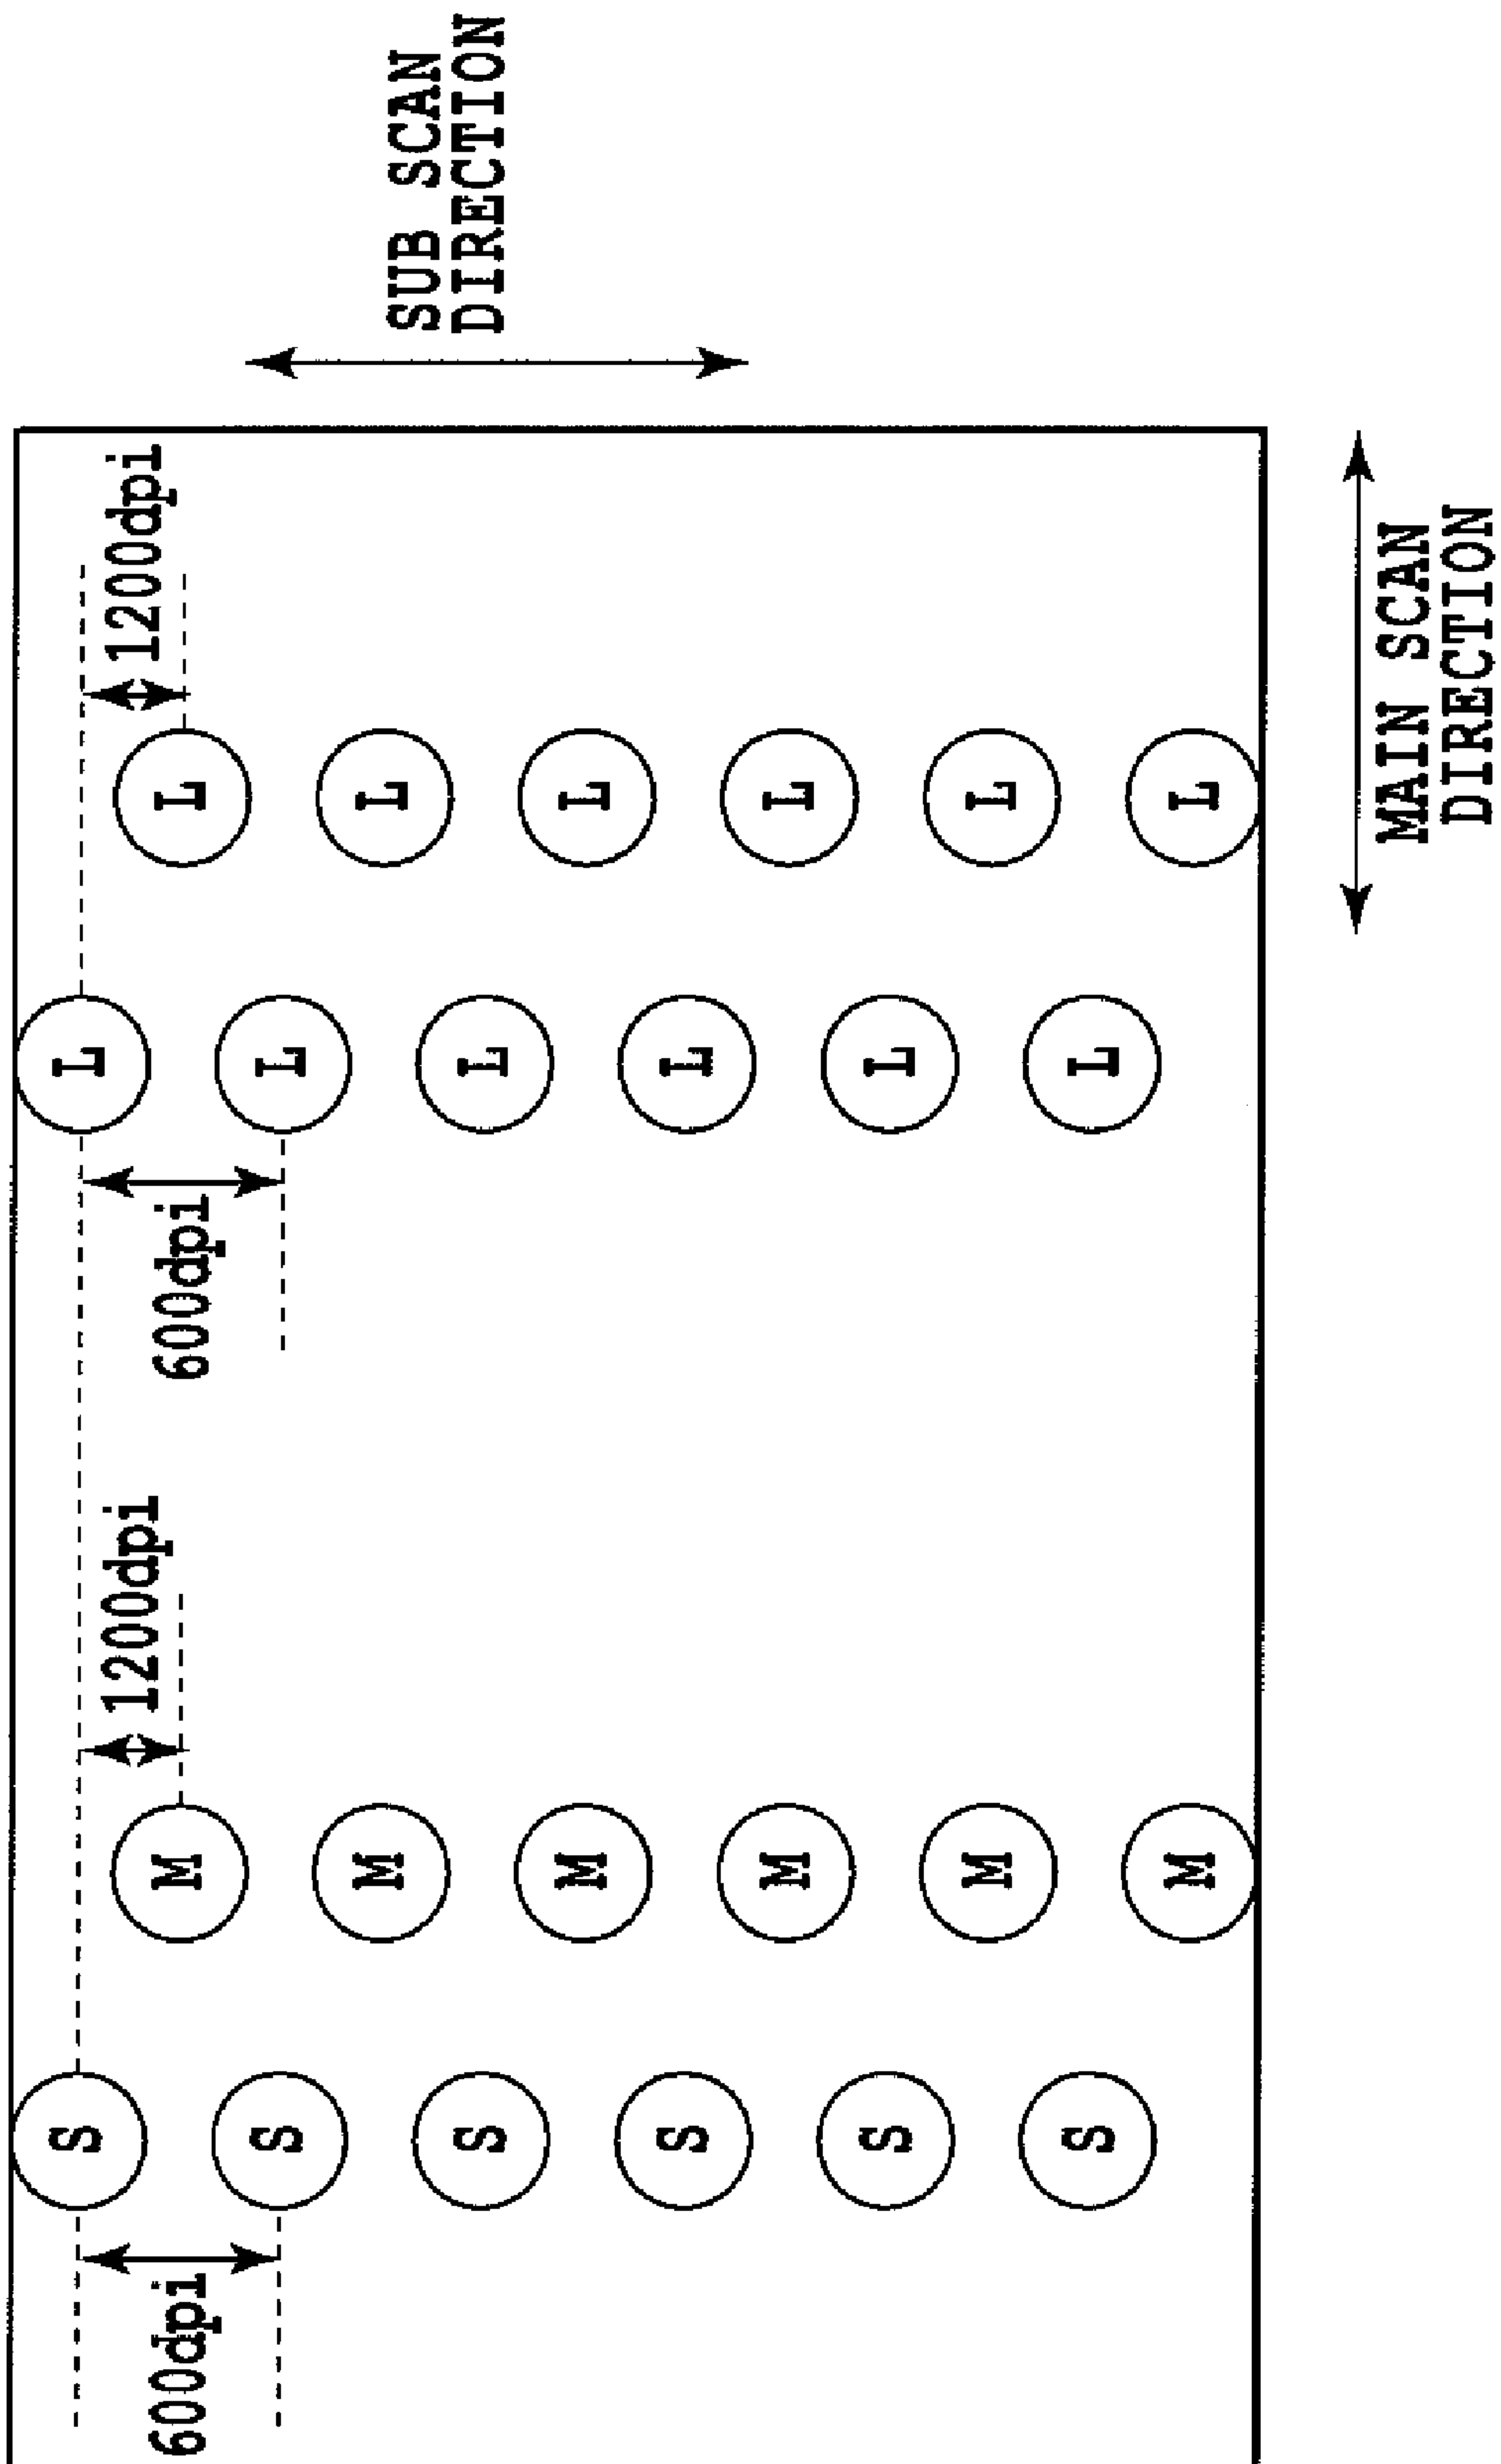 S L
1200dpi 1200dpi
600dpi M 600dpi L
S L
M L
SUB SCAN
DIRECTION
S L
M L
S L
M L
S L
M L
S L
M L
MAIN SCAN
DIRECTION